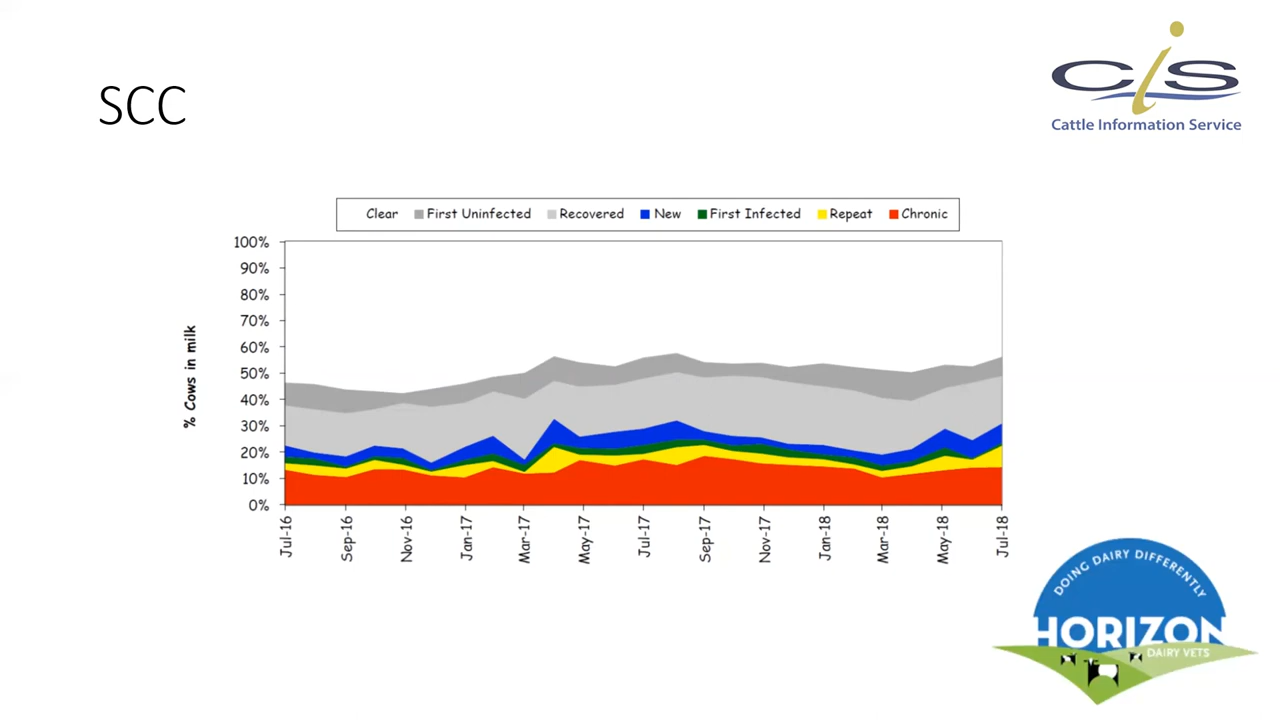 SCC
CiS
Cattle Information Service
Clear First Uninfected Recovered New First Infected Repeat Chronic
100%
90%
80%
70%
60%
50%
40%
30%
20%
10%
0%
% Cows in milk
Jul-16 Sep-16 Nov-16 Jan-17 Mar-17 May-17 Jul-17 Sep-17 Nov-17 Jan-18 Mar-18 May-18 Jul-18
DOING DAIRY DIFFERENTLY
HORIZON
DAIRY VETS